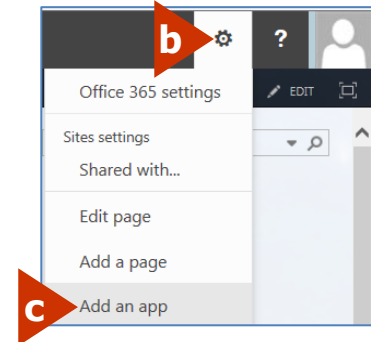 b ?
Office 365 settings EDIT
Sites settings
Shared with...
Edit page
Add a page
c Add an app